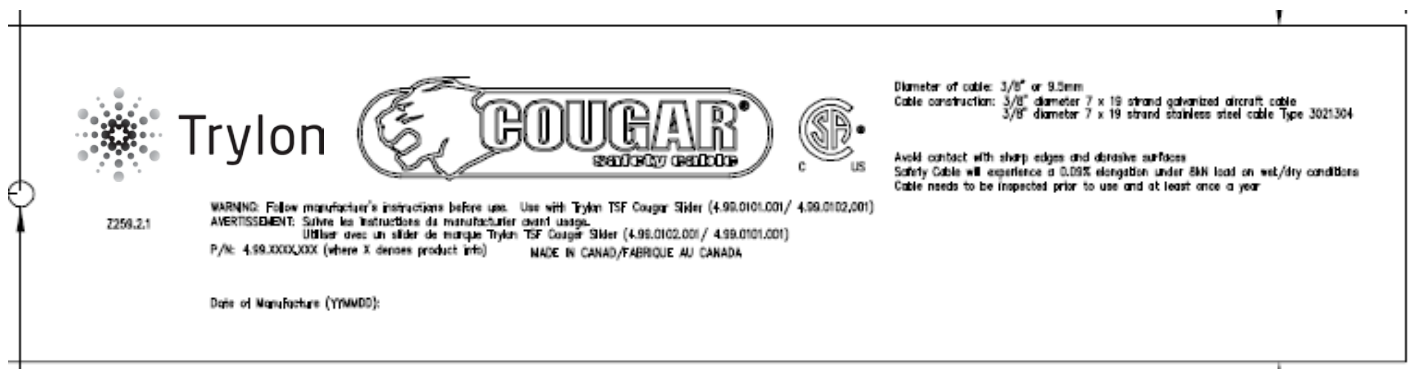 Trylon
COUGAR®
safety cable
CSA®
C US
Z259.2.1
WARNING: Follow manufactuer's instructions before use. Use with Trylon TSF Cougar Slider (4.99.0101.001/ 4.99.0102.001)
AVERTISSEMENT: Suivre les instructions du manufacturier avant usage.
Utiliser avec un slider de marque Trylon TSF Cougar Slider (4.99.0102.001/ 4.99.0101.001)
P/N: 4.99.XXXX.XXX (where X denoes product info) MADE IN CANAD/FABRIQUE AU CANADA
Date of Manufacture (YYMMDD):
Diameter of cable: 3/8" or 9.5mm
Cable construction: 3/8" diameter 7 x 19 strand galvanized aircraft cable
3/8" diameter 7 x 19 strand stainless steel cable Type 3021304
Avoid contact with sharp edges and abrasive surfaces
Safety Cable will experience a 0.09% elongation under 8kN load on wet/dry conditions
Cable needs to be inspected prior to use and at least once a year